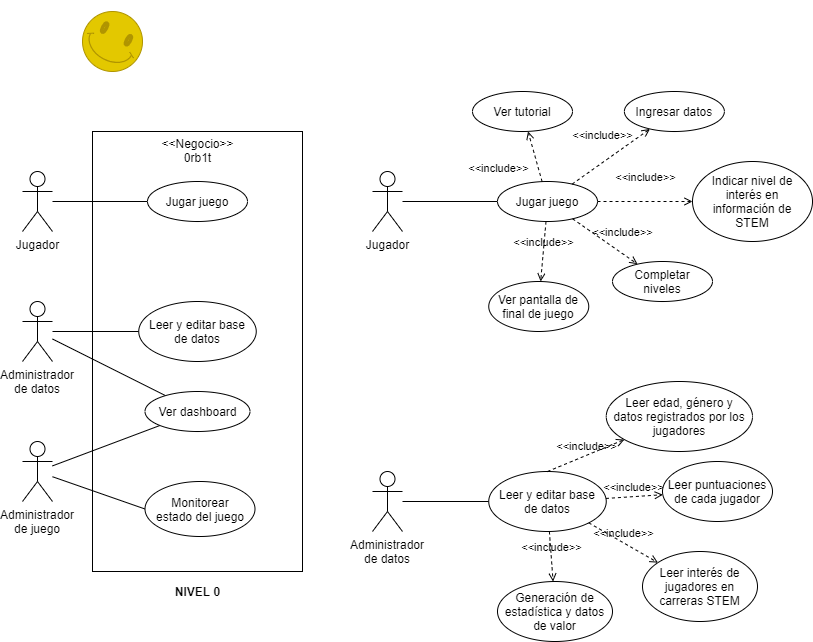 <<Negocio>>
0rb1t
Jugar juego
Jugador
Leer y editar base
de datos
Administrador
de datos
Ver dashboard
Monitorear
estado del juego
Administrador
de juego
NIVEL 0
Ver tutorial
Ingresar datos
<<include>>
<<include>>
<<include>>
Indicar nivel de
interés en
información de
STEM
Jugar juego
Jugador
<<include>>
<<include>>
Completar
niveles
Ver pantalla de
final de juego
Leer edad, género y
datos registrados por los
jugadores
<<include>>
Leer y editar base
de datos
<<include>>
Leer puntuaciones
de cada jugador
Administrador
de datos
<<include>>
<<include>>
Leer interés de
jugadores en
carreras STEM
Generación de
estadística y datos
de valor